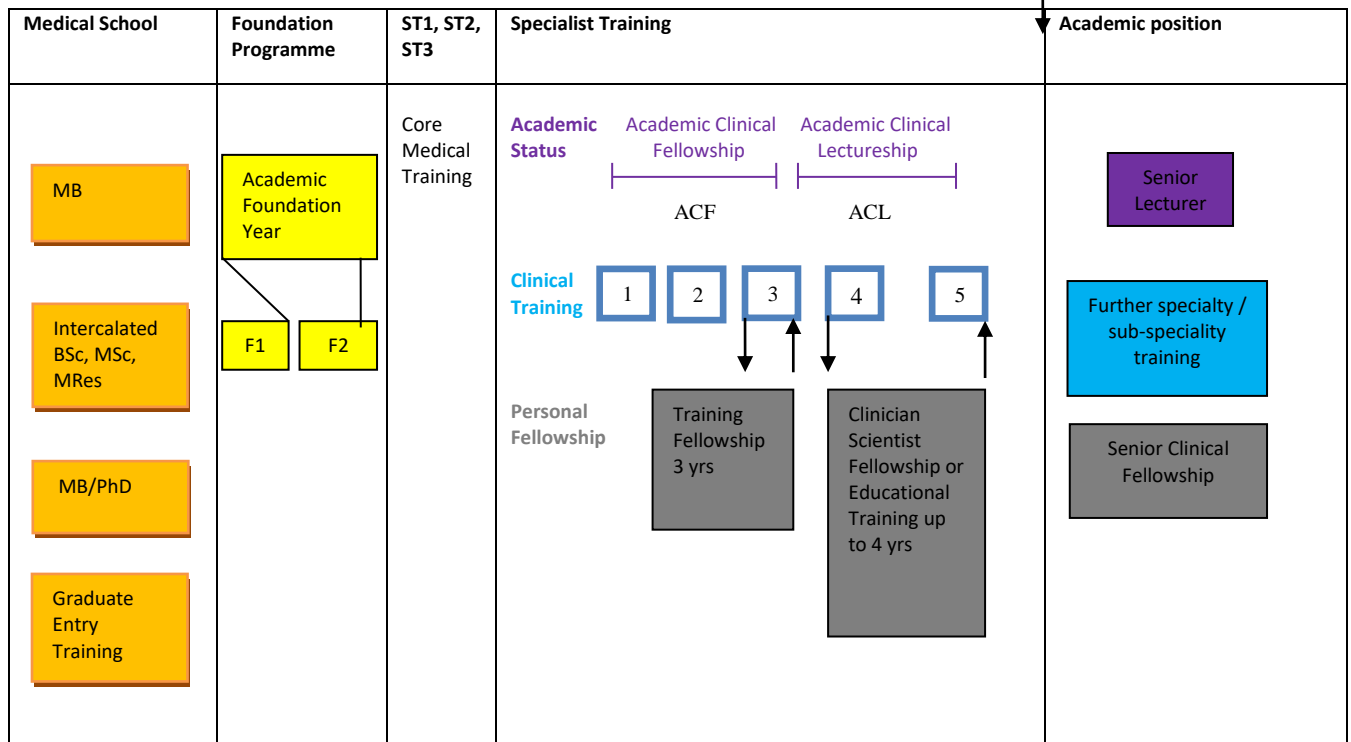 Medical School
Foundation
Programme
ST1, ST2,
ST3
Specialist Training
Academic position
MB
Intercalated
BSc, MSc,
MRes
MB/PhD
Graduate
Entry
Training
Academic
Foundation
Year
F1
F2
Core
Medical
Training
Academic
Status
Academic Clinical
Fellowship
Academic Clinical
Lectureship
ACF
ACL
Clinical
Training
1
2
3
4
5
Personal
Fellowship
Training
Fellowship
3 yrs
Clinician
Scientist
Fellowship or
Educational
Training up
to 4 yrs
Senior
Lecturer
Further specialty /
sub-speciality
training
Senior Clinical
Fellowship